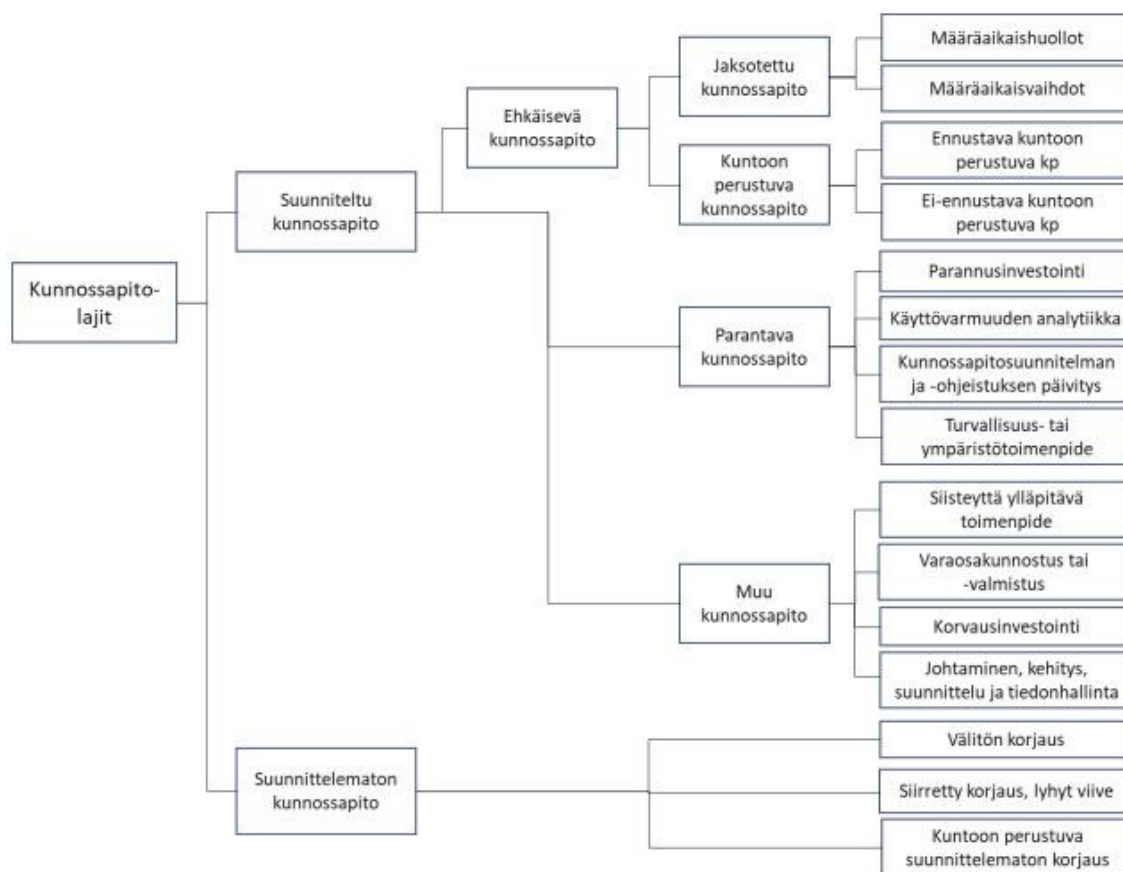 Kunnossapito-
lajit
Suunniteltu
kunnossapito
Ehkäisevä
kunnossapito
Jaksotettu
kunnossapito
Määräaikaishuollot
Määräaikaisvaihdot
Kuntoon
perustuva
kunnossapito
Ennustava kuntoon
perustuva kp
Ei-ennustava kuntoon
perustuva kp
Parantava
kunnossapito
Parannusinvestointi
Käyttövarmuuden analytiikka
Kunnossapitosuunnitelman
ja -ohjeistuksen päivitys
Turvallisuus- tai
ympäristötoimenpide
Muu
kunnossapito
Siisteyttä ylläpitävä
toimenpide
Varaosakunnostus tai
-valmistus
Korvausinvestointi
Johtaminen, kehitys,
suunnittelu ja tiedonhallinta
Suunnittelematon
kunnossapito
Välitön korjaus
Siirretty korjaus, lyhyt viive
Kuntoon perustuva
suunnittelematon korjaus